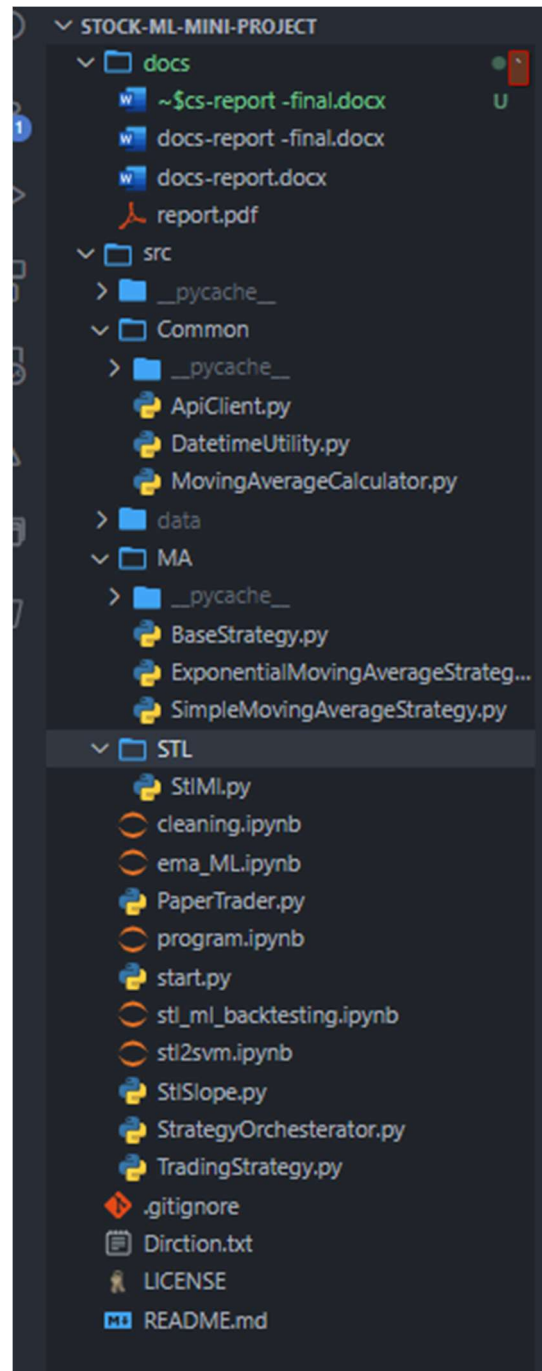 STOCK-ML-MINI-PROJECT
docs
~$cs-report -final.docx U
docs-report -final.docx
docs-report.docx
report.pdf
src
__pycache__
Common
__pycache__
ApiClient.py
DatetimeUtility.py
MovingAverageCalculator.py
data
MA
__pycache__
BaseStrategy.py
ExponentialMovingAverageStrateg...
SimpleMovingAverageStrategy.py
STL
StlMl.py
cleaning.ipynb
ema_ML.ipynb
PaperTrader.py
program.ipynb
start.py
stl_ml_backtesting.ipynb
stl2svm.ipynb
StlSlope.py
StrategyOrchesterator.py
TradingStrategy.py
.gitignore
Dirction.txt
LICENSE
README.md
1